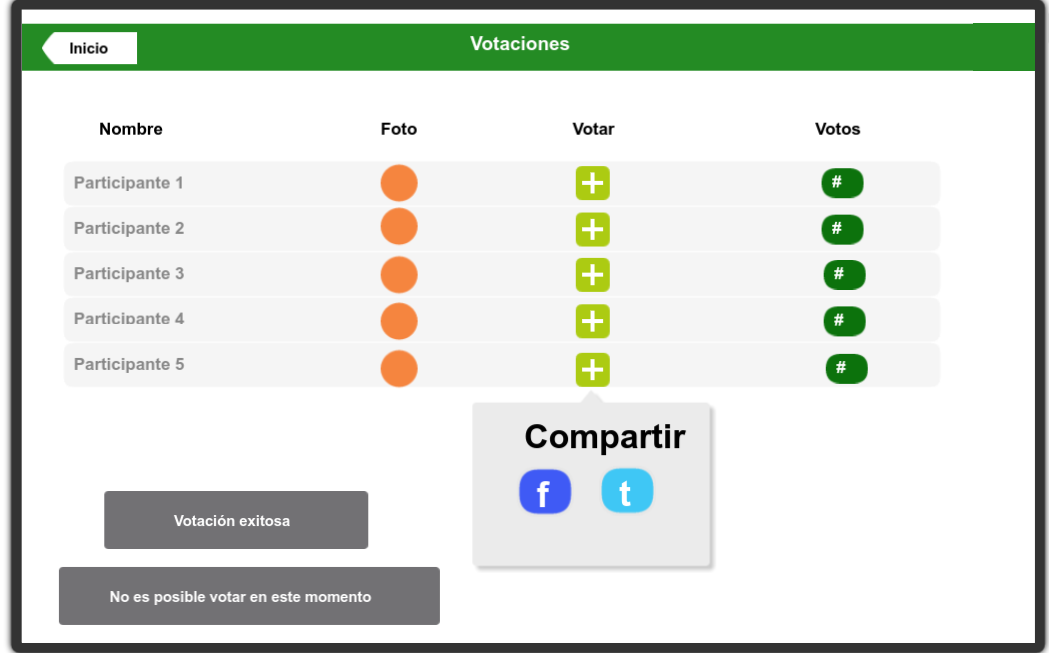 Inicio
Votaciones
Nombre Foto Votar Votos
Participante 1 + #
Participante 2 + #
Participante 3 + #
Participante 4 + #
Participante 5 + #
Compartir
f t
Votación exitosa
No es posible votar en este momento